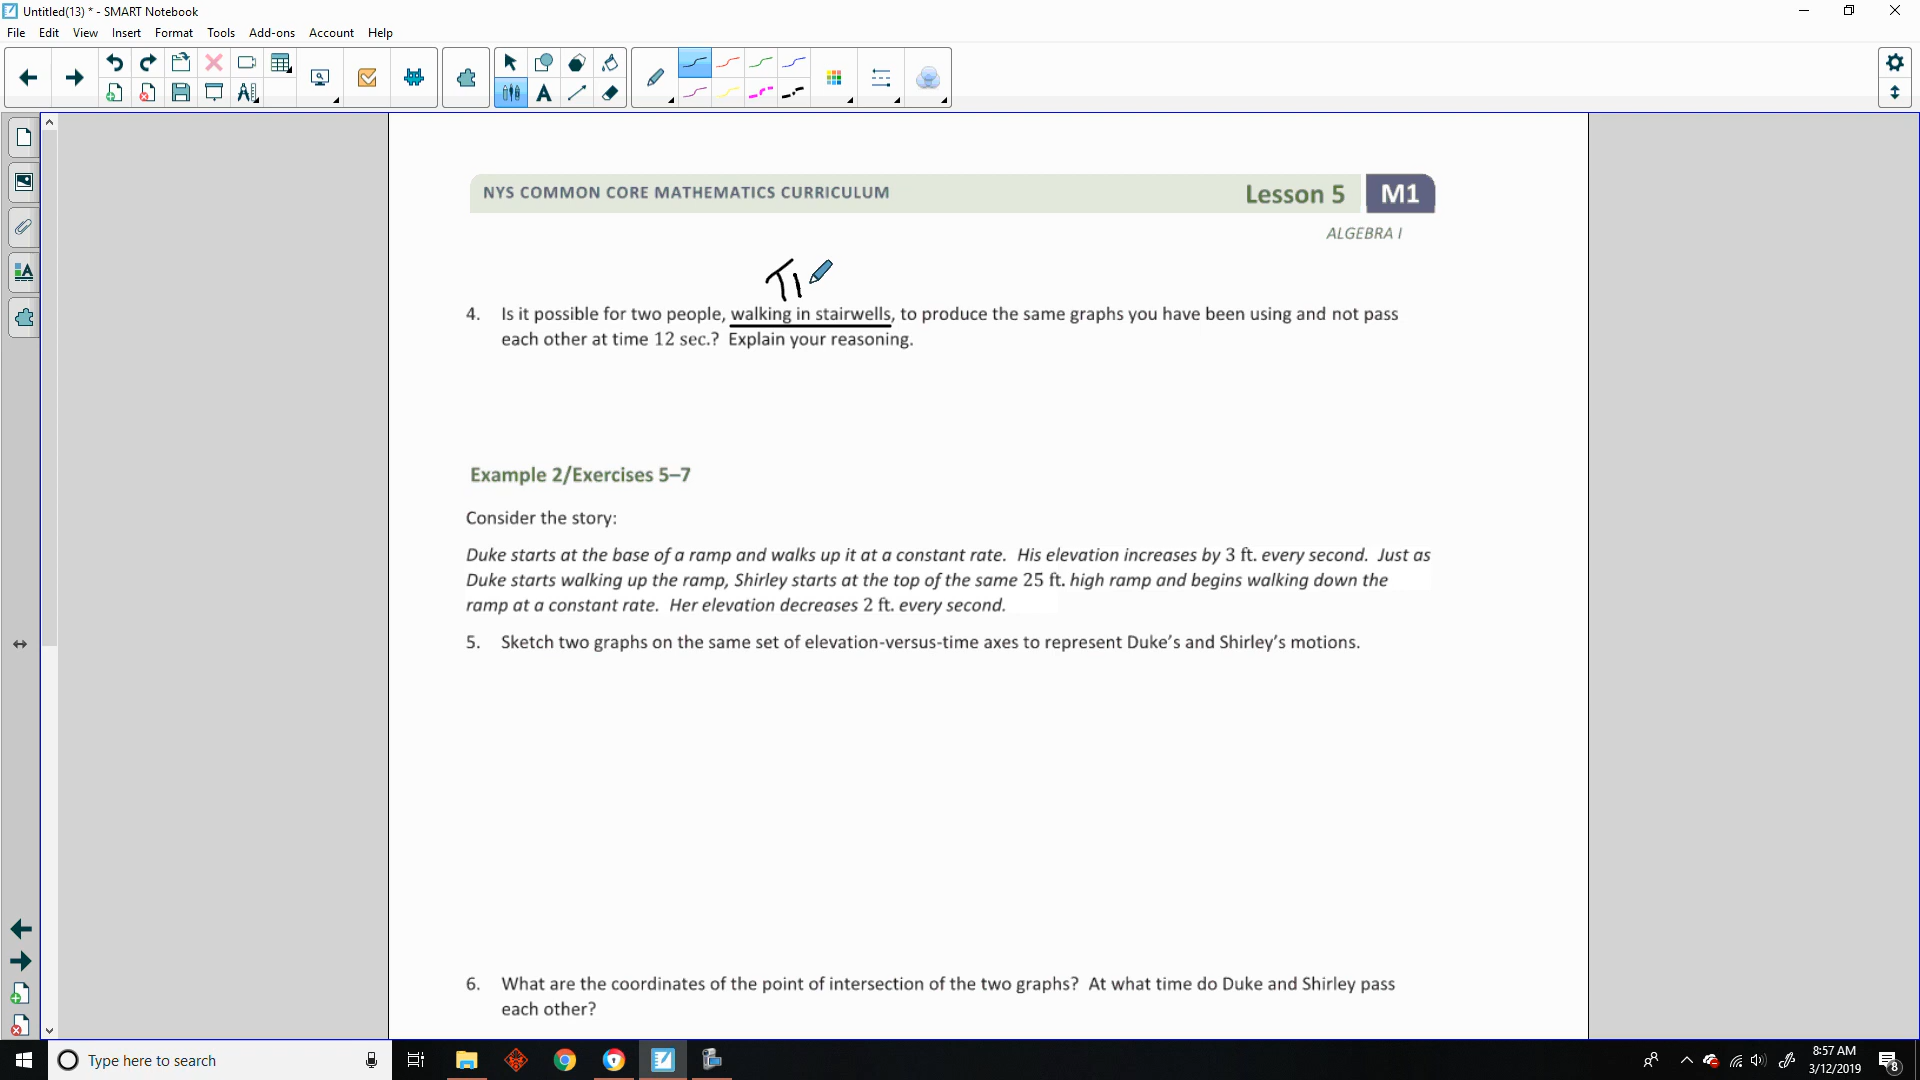 Untitled(13) * - SMART Notebook
File Edit View Insert Format Tools Add-ons Account Help
NYS COMMON CORE MATHEMATICS CURRICULUM Lesson 5 M1
ALGEBRA I
TI
4. Is it possible for two people, walking in stairwells, to produce the same graphs you have been using and not pass
each other at time 12 sec.? Explain your reasoning.
Example 2/Exercises 5–7
Consider the story:
Duke starts at the base of a ramp and walks up it at a constant rate. His elevation increases by 3 ft. every second. Just as
Duke starts walking up the ramp, Shirley starts at the top of the same 25 ft. high ramp and begins walking down the
ramp at a constant rate. Her elevation decreases 2 ft. every second.
5. Sketch two graphs on the same set of elevation-versus-time axes to represent Duke’s and Shirley’s motions.
6. What are the coordinates of the point of intersection of the two graphs? At what time do Duke and Shirley pass
each other?
Type here to search
8:57 AM
3/12/2019
8